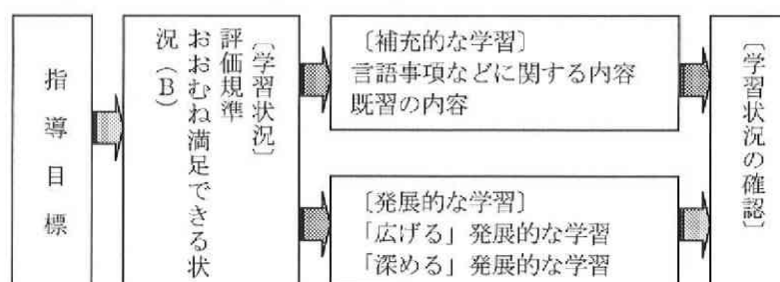 指導目標
〔学習状況〕
評価規準
おおむね満足できる状
況（B）
〔補充的な学習〕
言語事項などに関する内容
既習の内容
〔発展的な学習〕
「広げる」発展的な学習
「深める」発展的な学習
〔学習状況の確認〕